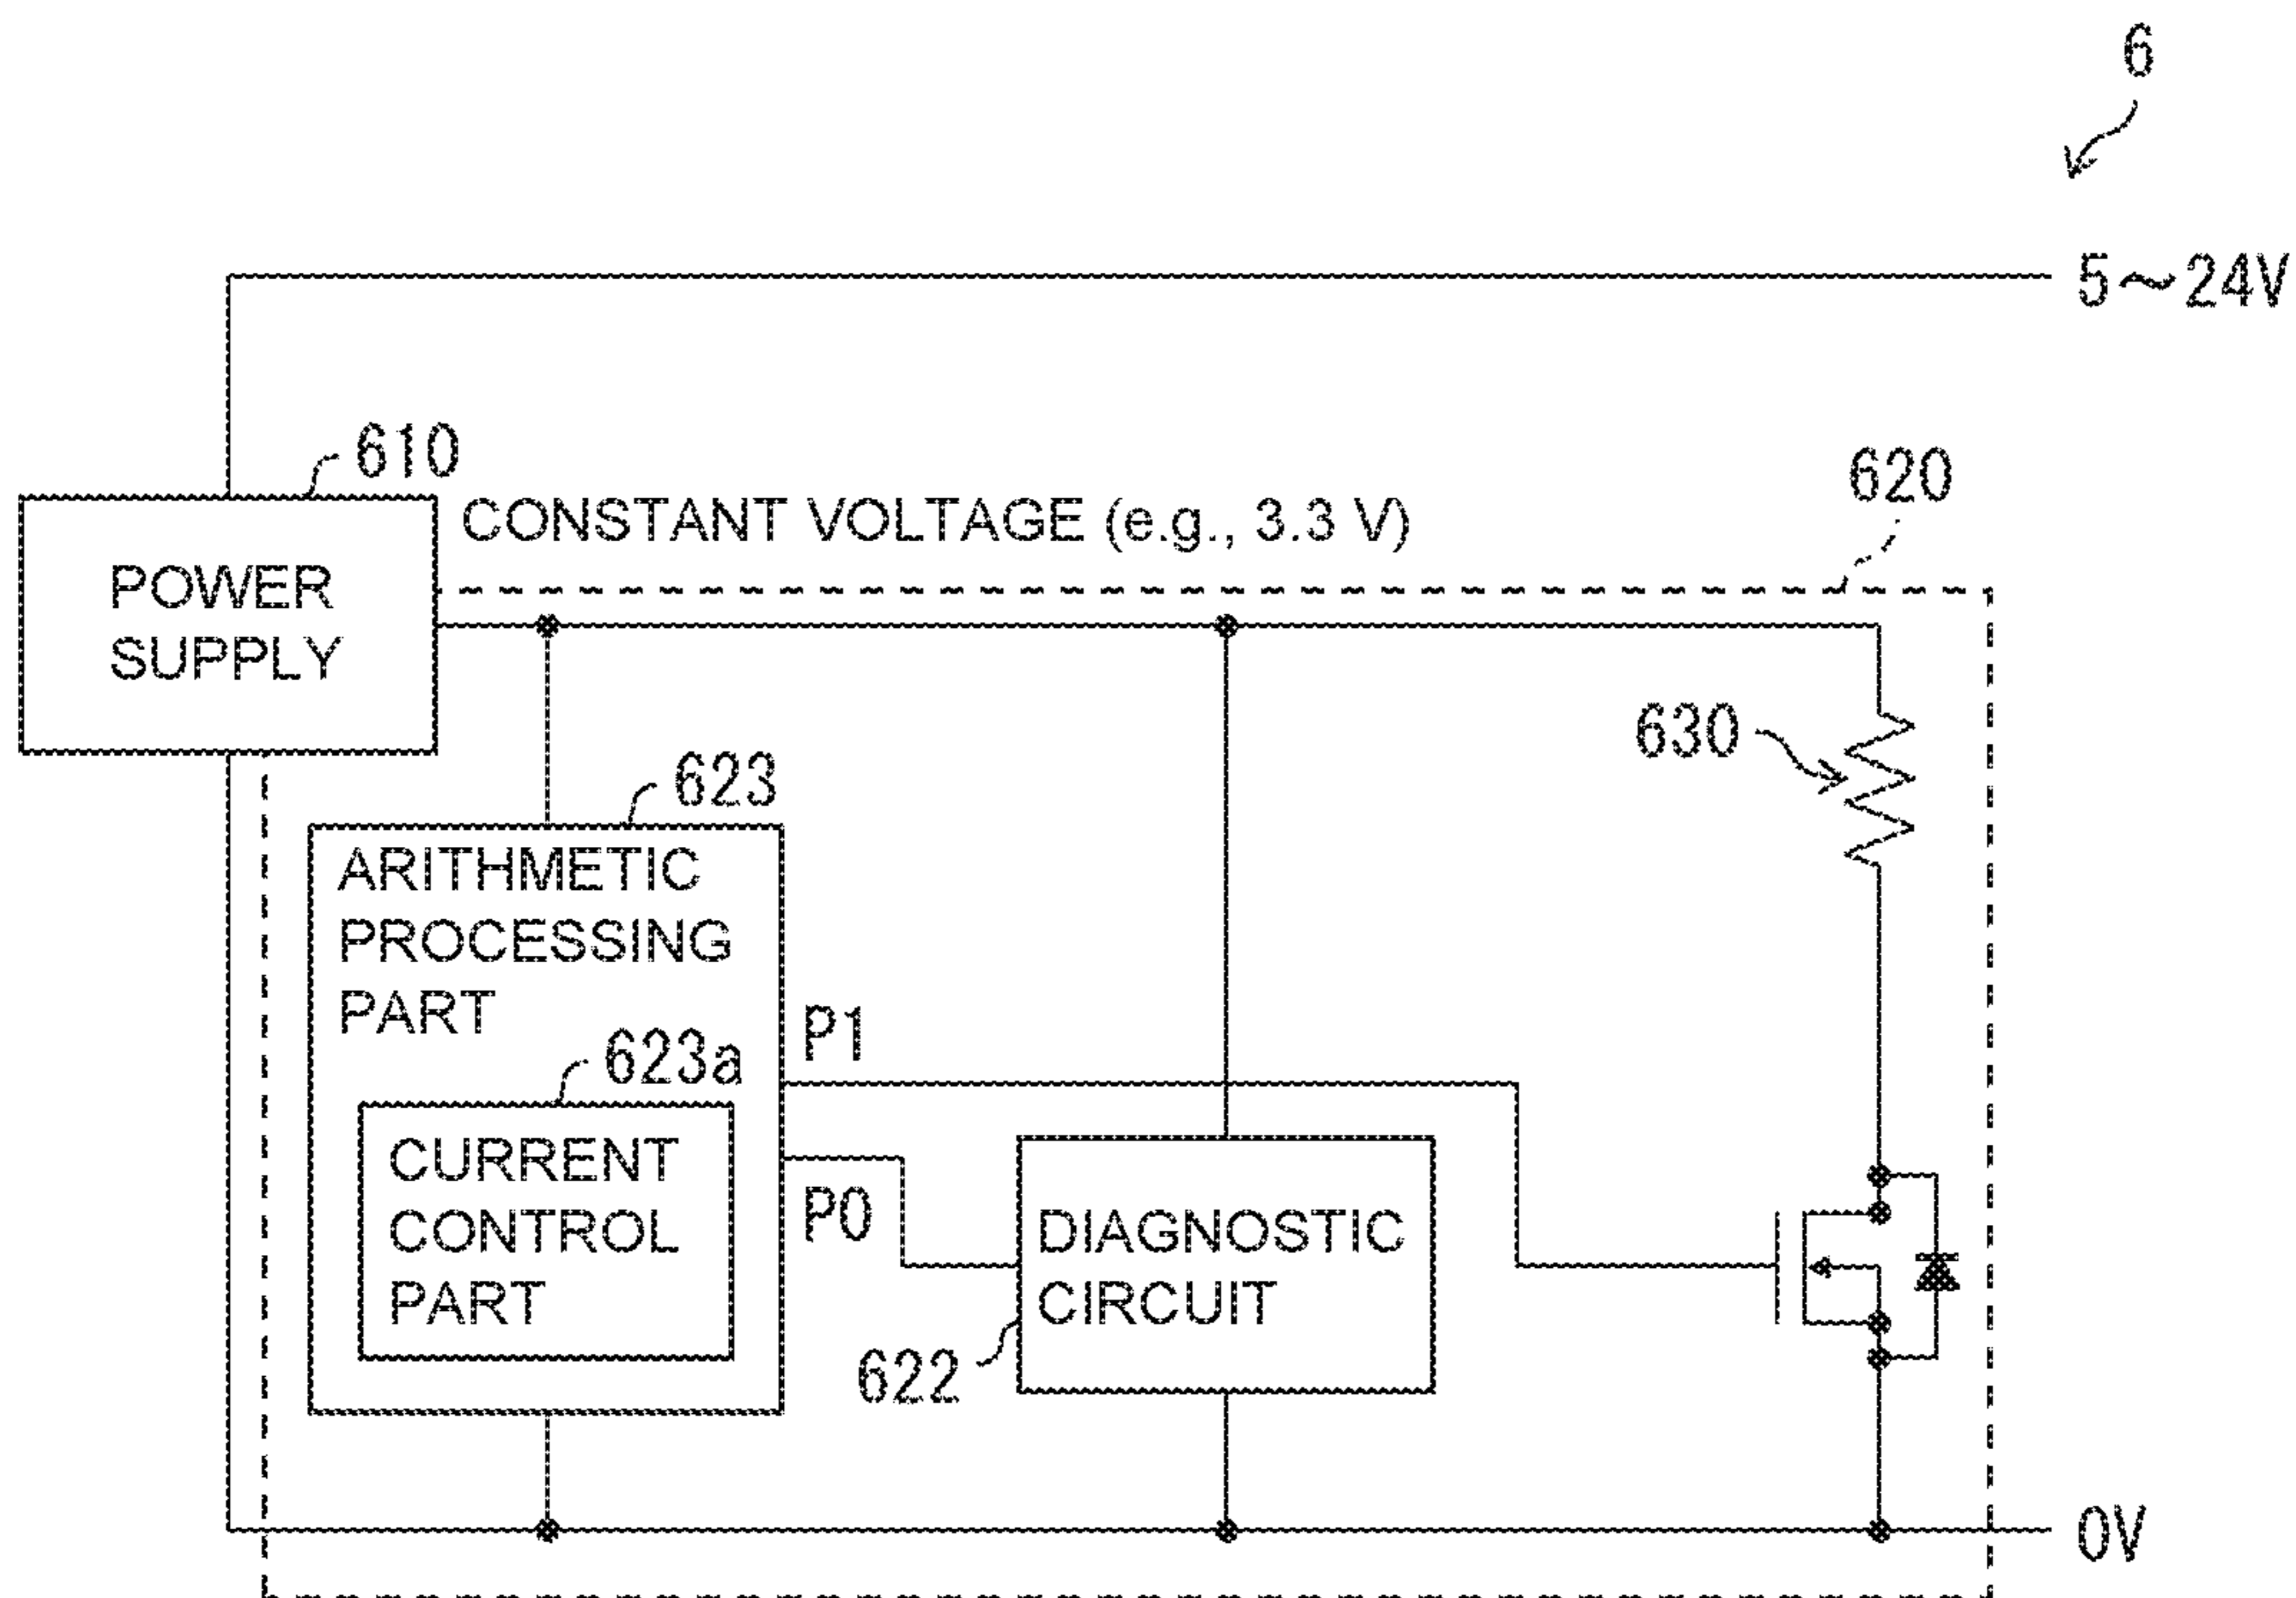 6
5~24V
610
CONSTANT VOLTAGE (e.g., 3.3 V)
620
POWER
SUPPLY
630
623
ARITHMETIC
PROCESSING
PART
P1
623a
CURRENT
CONTROL
PART
P0
DIAGNOSTIC
CIRCUIT
622
0V